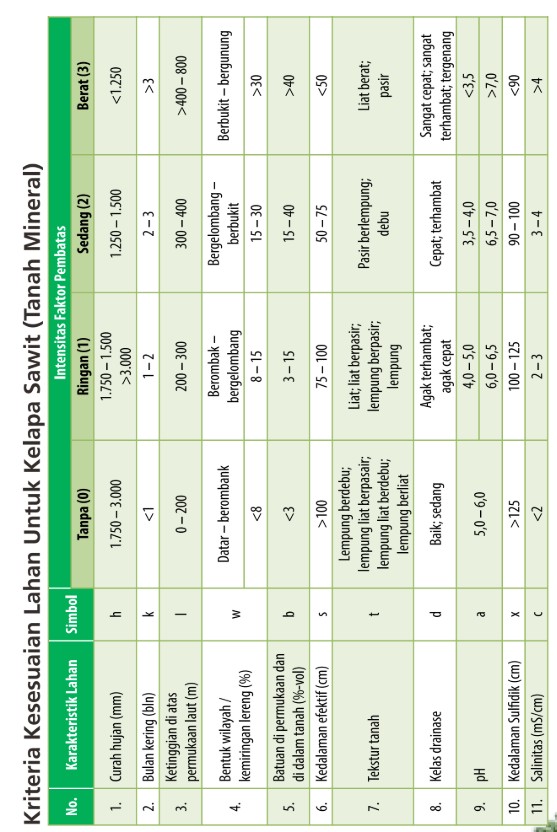 Kriteria Kesesuaian Lahan Untuk Kelapa Sawit (Tanah Mineral)
No. Karakteristik Lahan Simbol Intensitas Faktor Pembatas
Tanpa (0) Ringan (1) Sedang (2) Berat (3)
1. Curah hujan (mm) h 1.750 – 3.000 1.750 – 1.500 1.250 – 1.500 <1.250
>3.000
2. Bulan kering (bln) k <1 1 – 2 2 – 3 >3
3. Ketinggian di atas l 0 – 200 200 – 300 300 – 400 >400 – 800
permukaan laut (m)
4. Bentuk wilayah / w Datar – berombank Berombak – Bergelombang – Berbukit – bergunung
kemiringan lereng (%) bergelombang berbukit
<8 8 – 15 15 – 30 >30
5. Batuan di permukaan dan b <3 3 – 15 15 – 40 >40
di dalam tanah (%-vol)
6. Kedalaman efektif (cm) s >100 75 – 100 50 – 75 <50
7. Tekstur tanah t Lempung berdebu; Liat; liat berpasir; Pasir berlempung; Liat berat;
lempung liat berpasair; lempung berpasir; debu pasir
lempung liat berdebu; lempung
lempung berliat
8. Kelas drainase d Baik; sedang Agak terhambat; Cepat; terhambat Sangat cepat; sangat
agak cepat terhambat; tergenang
9. pH a 5,0 – 6,0 4,0 – 5,0 3,5 – 4,0 <3,5
6,0 – 6,5 6,5 – 7,0 >7,0
10. Kedalaman Sulfidik (cm) x >125 100 – 125 90 – 100 <90
11. Salinitas (mS/cm) c <2 2 – 3 3 – 4 >4